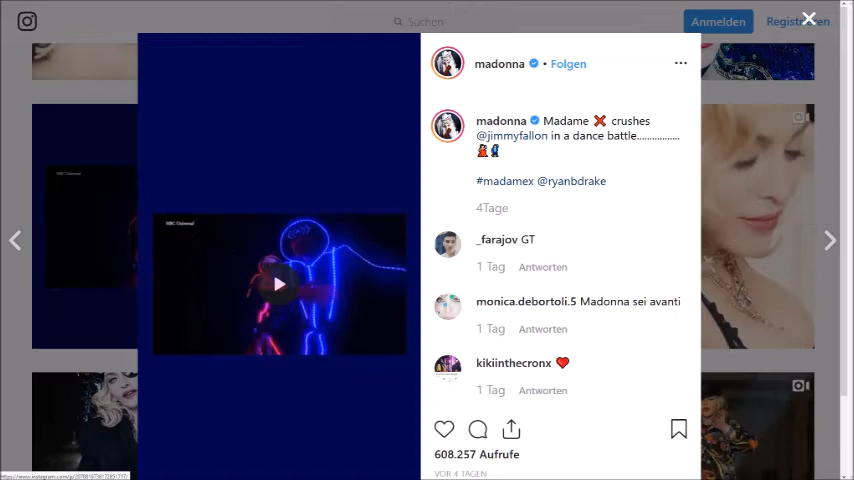 Suchen
Anmelden
Registrieren
madonna • Folgen
madonna Madame ❌ crushes
@jimmyfallon in a dance battle.................
#madamex @ryanbdrake
4Tage
_farajov GT
1 Tag Antworten
monica.debortoli.5 Madonna sei avanti
1 Tag Antworten
kikiinthecronx ❤️
1 Tag Antworten
608.257 Aufrufe
VOR 4 TAGEN
NBC Universal
NBC Universal